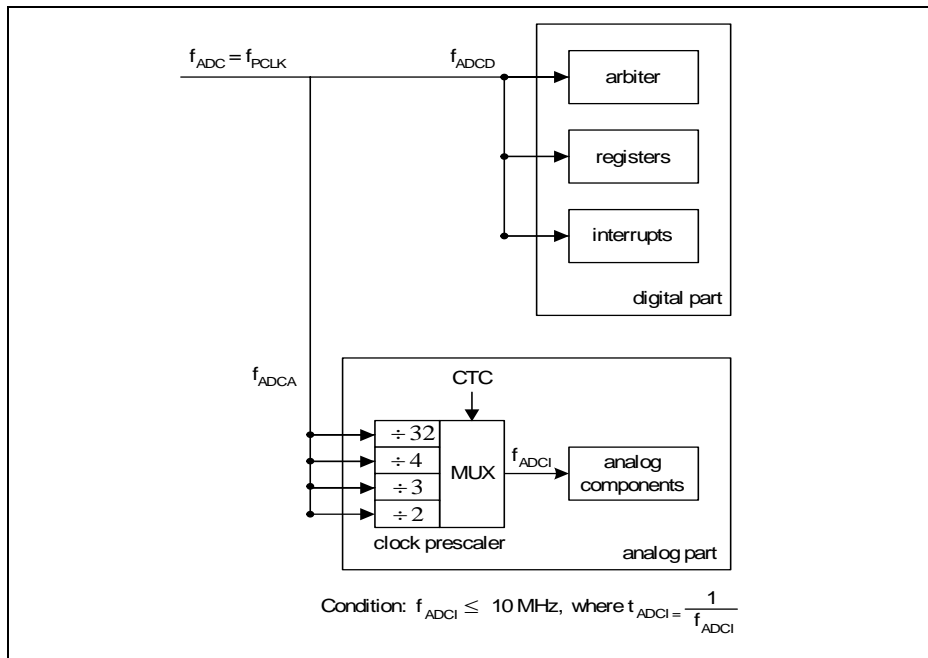 f_ADC = f_PCLK
f_ADCD
arbiter
registers
interrupts
digital part
f_ADCA
CTC
÷ 32
÷ 4
÷ 3
÷ 2
MUX
f_ADCI
analog
components
clock prescaler
analog part
Condition: f_ADCI ≤ 10 MHz, where t_ADCI = 1 / f_ADCI